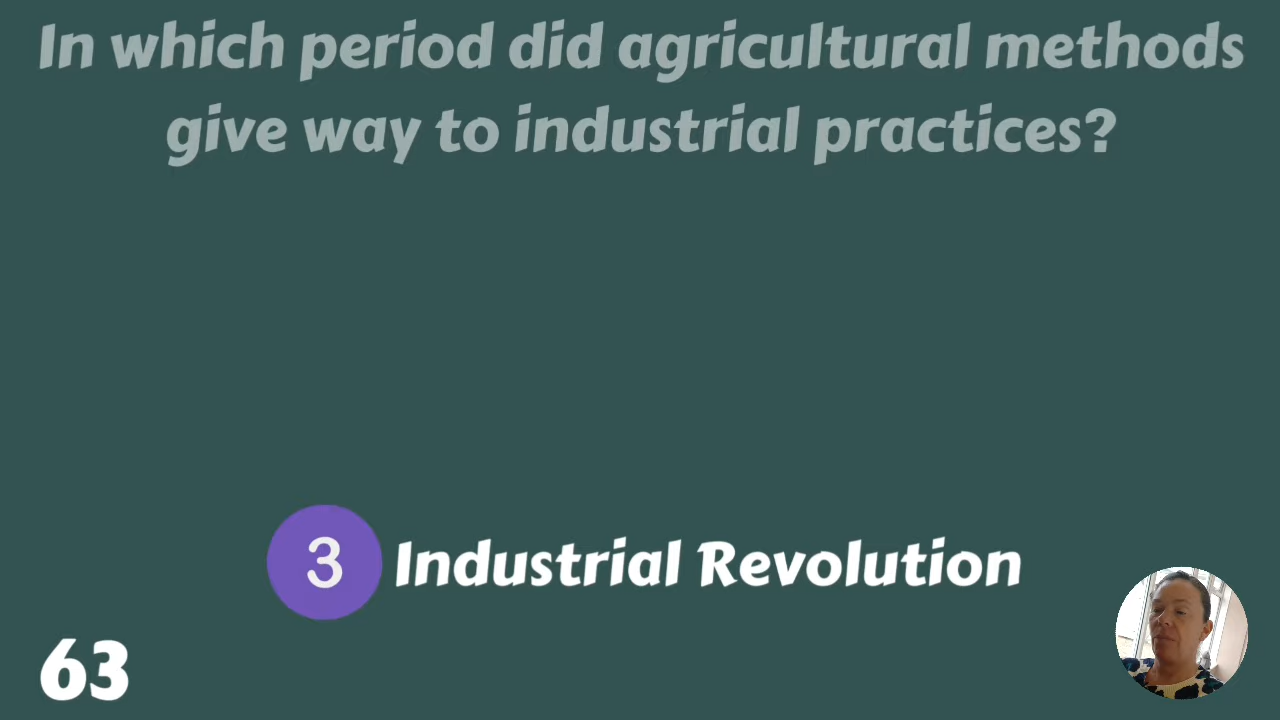 In which period did agricultural methods
give way to industrial practices?
3 Industrial Revolution
63